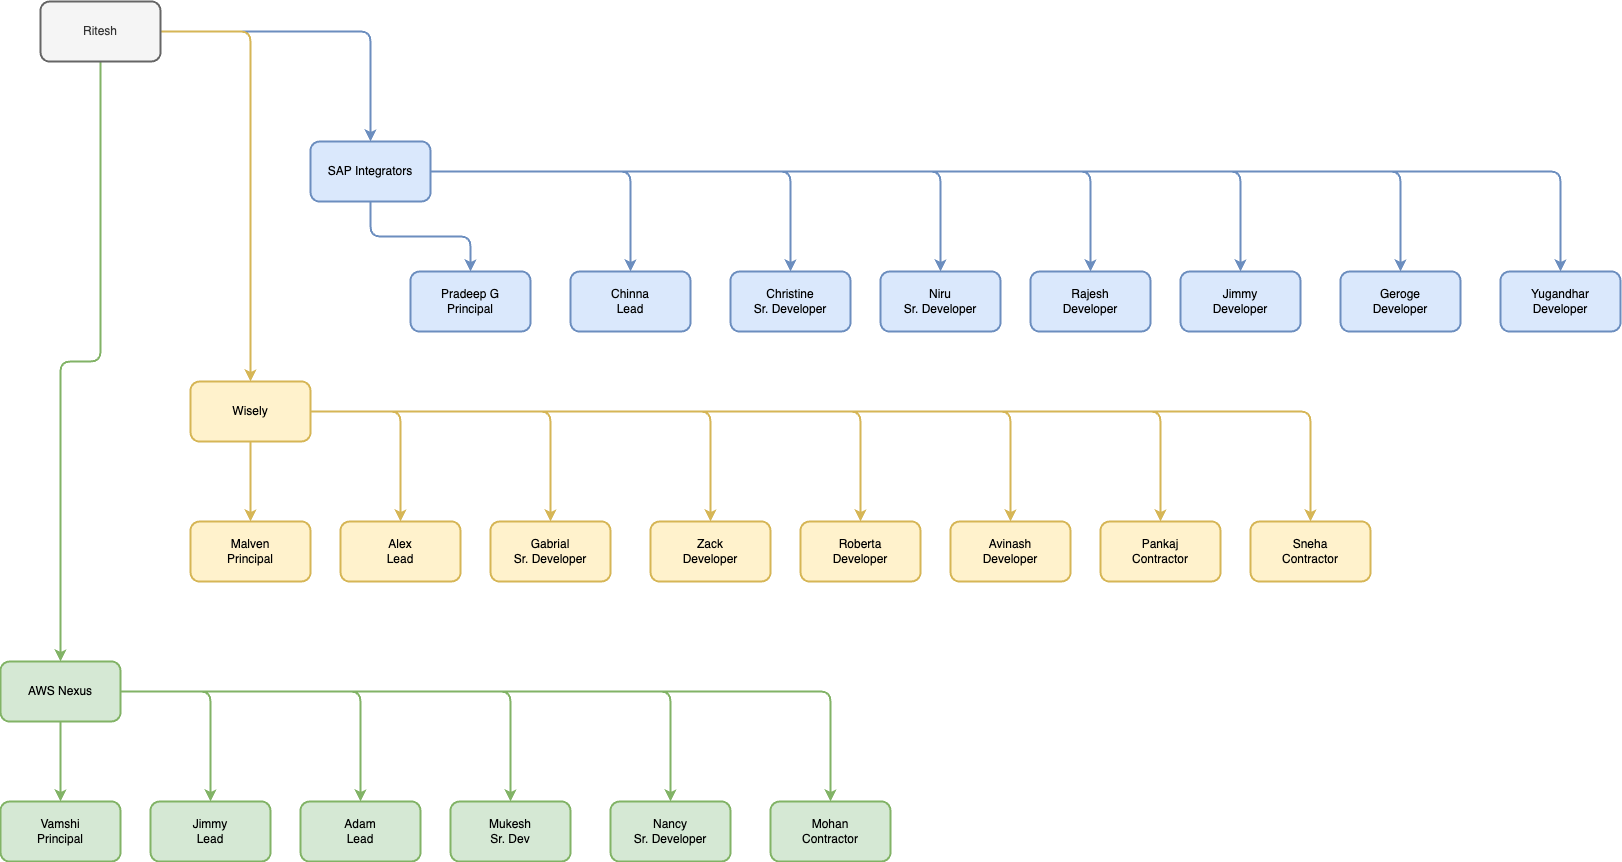 Ritesh
SAP Integrators
Pradeep G
Principal
Chinna
Lead
Christine
Sr. Developer
Niru
Sr. Developer
Rajesh
Developer
Jimmy
Developer
Geroge
Developer
Yugandhar
Developer
Wisely
Malven
Principal
Alex
Lead
Gabrial
Sr. Developer
Zack
Developer
Roberta
Developer
Avinash
Developer
Pankaj
Contractor
Sneha
Contractor
AWS Nexus
Vamshi
Principal
Jimmy
Lead
Adam
Lead
Mukesh
Sr. Dev
Nancy
Sr. Developer
Mohan
Contractor